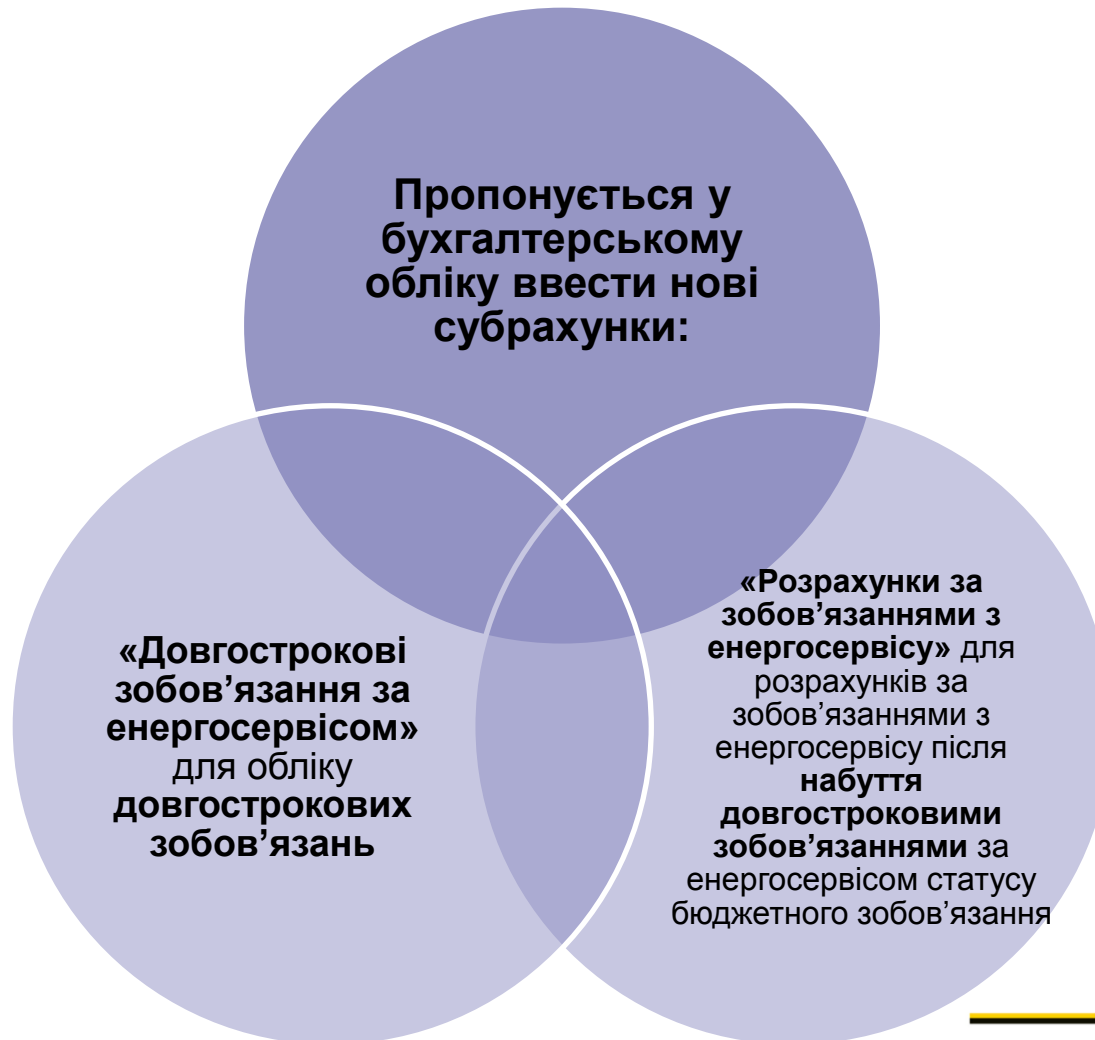 Пропонується у
бухгалтерському
обліку ввести нові
субрахунки:
«Довгострокові
зобов’язання за
енергосервісом»
для обліку
довгострокових
зобов’язань
«Розрахунки за
зобов’язаннями з
енергосервісу» для
розрахунків за
зобов’язаннями з
енергосервісу після
набуття
довгостроковими
зобов’язаннями за
енергосервісом статусу
бюджетного зобов’язання